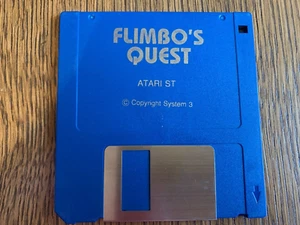 FLIMBO'S
QUEST
ATARI ST
© Copyright System 3